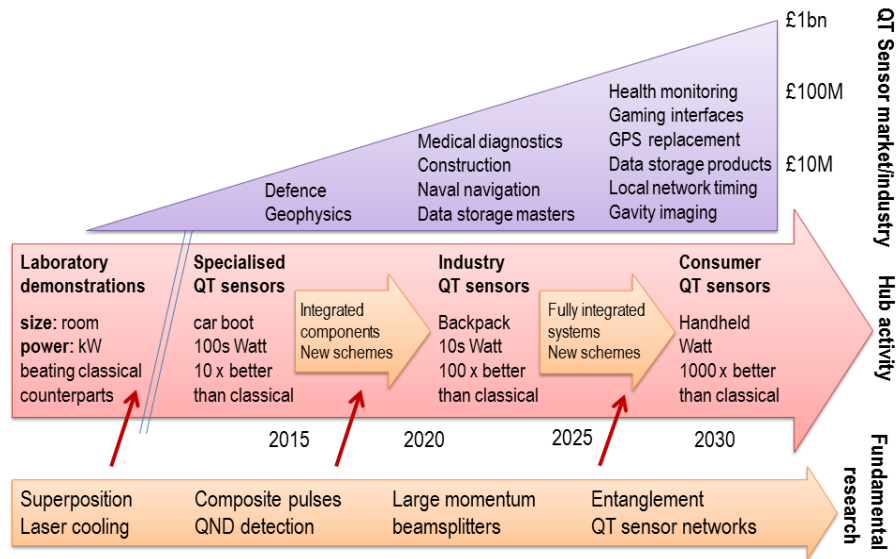 £1bn
£100M
£10M
QT Sensor market/industry
Health monitoring
Gaming interfaces
GPS replacement
Data storage products
Local network timing
Gavity imaging
Medical diagnostics
Construction
Naval navigation
Data storage masters
Defence
Geophysics
Laboratory
demonstrations
size: room
power: kW
beating classical
counterparts
Specialised
QT sensors
car boot
100s Watt
10 x better
than classical
Integrated
components
New schemes
Industry
QT sensors
Backpack
10s Watt
100 x better
than classical
Fully integrated
systems
New schemes
Consumer
QT sensors
Handheld
Watt
1000 x better
than classical
Hub activity
2015
2020
2025
2030
Superposition
Laser cooling
Composite pulses
QND detection
Large momentum
beamsplitters
Entanglement
QT sensor networks
Fundamental
research